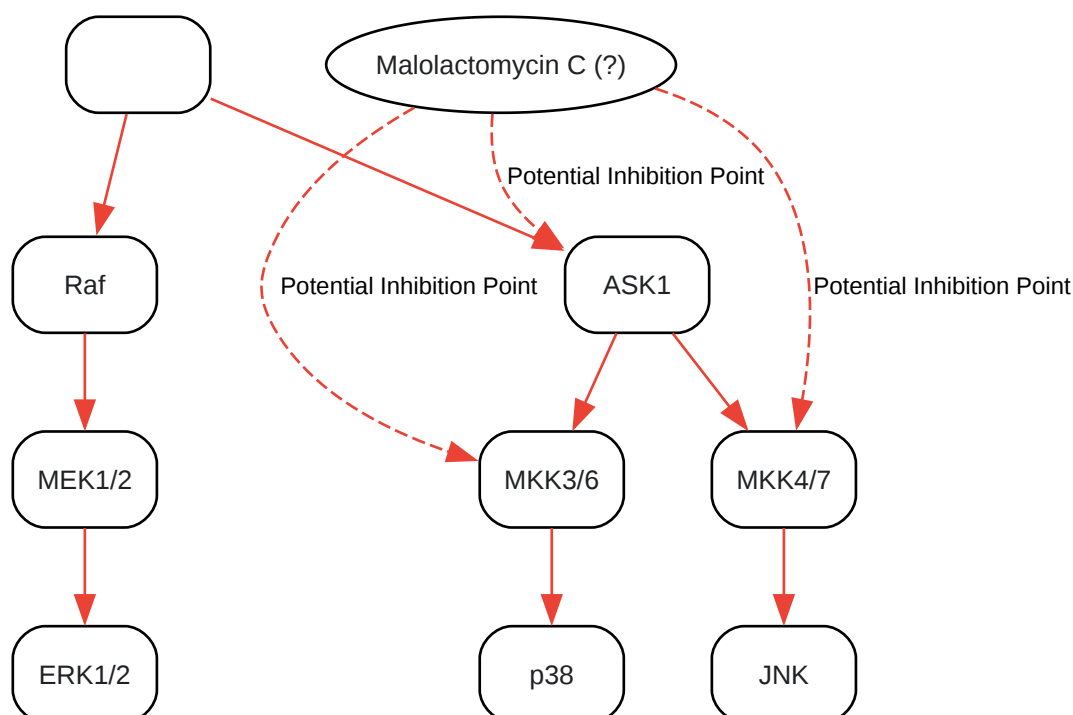 Malolactomycin C (?)
Potential Inhibition Point
Raf
Potential Inhibition Point
ASK1
Potential Inhibition Point
MEK1/2
MKK3/6
MKK4/7
ERK1/2
p38
JNK